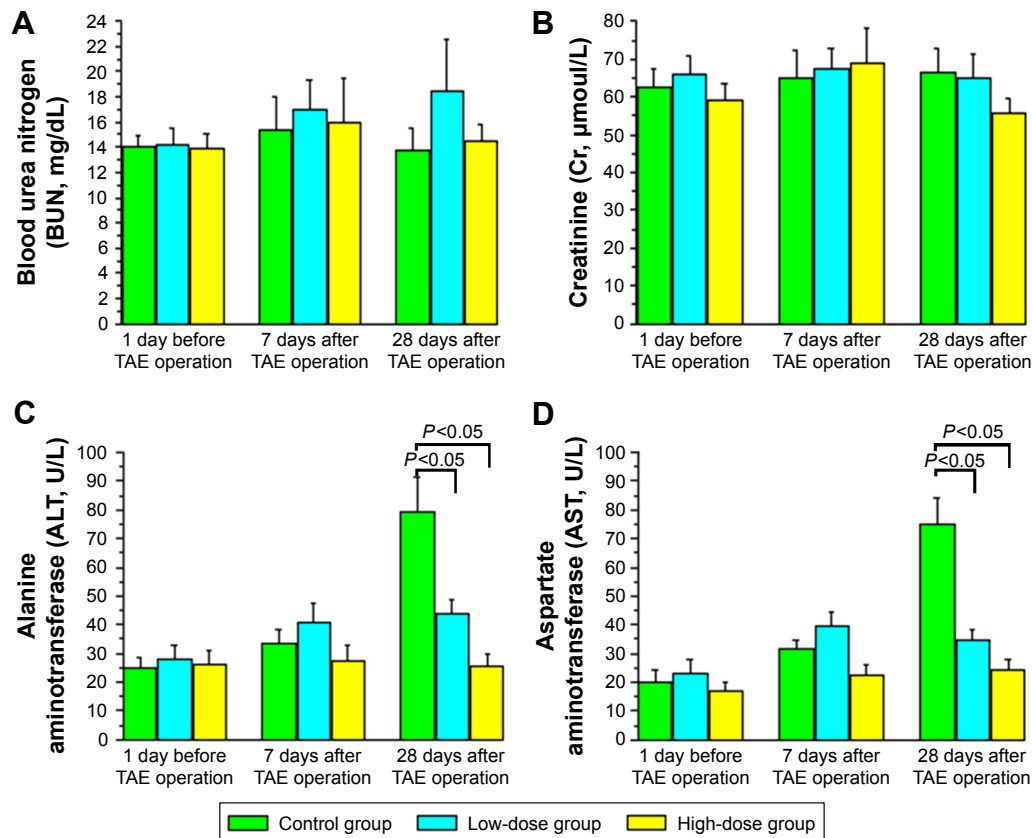 A
Blood urea nitrogen
(BUN, mg/dL)
24
22
20
18
16
14
12
10
8
6
4
2
0
1 day before
TAE operation
7 days after
TAE operation
28 days after
TAE operation
B
Creatinine (Cr, µmoul/L)
80
70
60
50
40
30
20
10
0
1 day before
TAE operation
7 days after
TAE operation
28 days after
TAE operation
C
Alanine
aminotransferase (ALT, U/L)
100
90
80
70
60
50
40
30
20
10
0
P<0.05
P<0.05
1 day before
TAE operation
7 days after
TAE operation
28 days after
TAE operation
D
Aspartate
aminotransferase (AST, U/L)
100
90
80
70
60
50
40
30
20
10
0
P<0.05
P<0.05
1 day before
TAE operation
7 days after
TAE operation
28 days after
TAE operation
Control group
Low-dose group
High-dose group